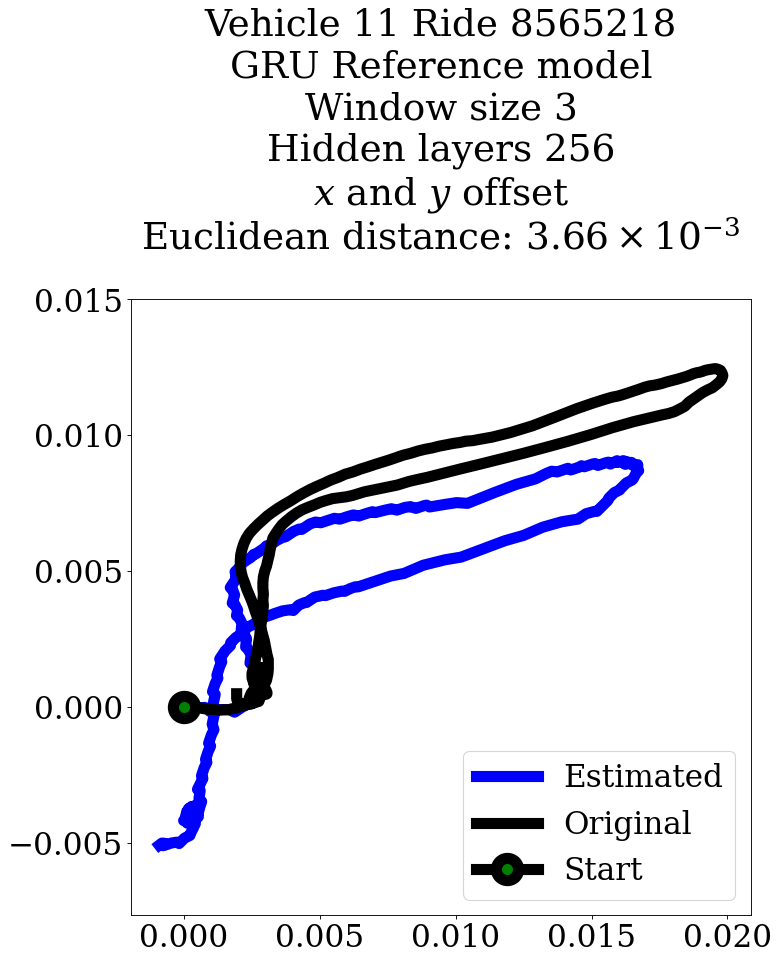 Vehicle 11 Ride 8565218
GRU Reference model
Window size 3
Hidden layers 256
x and y offset
Euclidean distance: 3.66 × 10⁻³
0.015
0.010
0.005
0.000
−0.005
Estimated
Original
Start
0.000 0.005 0.010 0.015 0.020